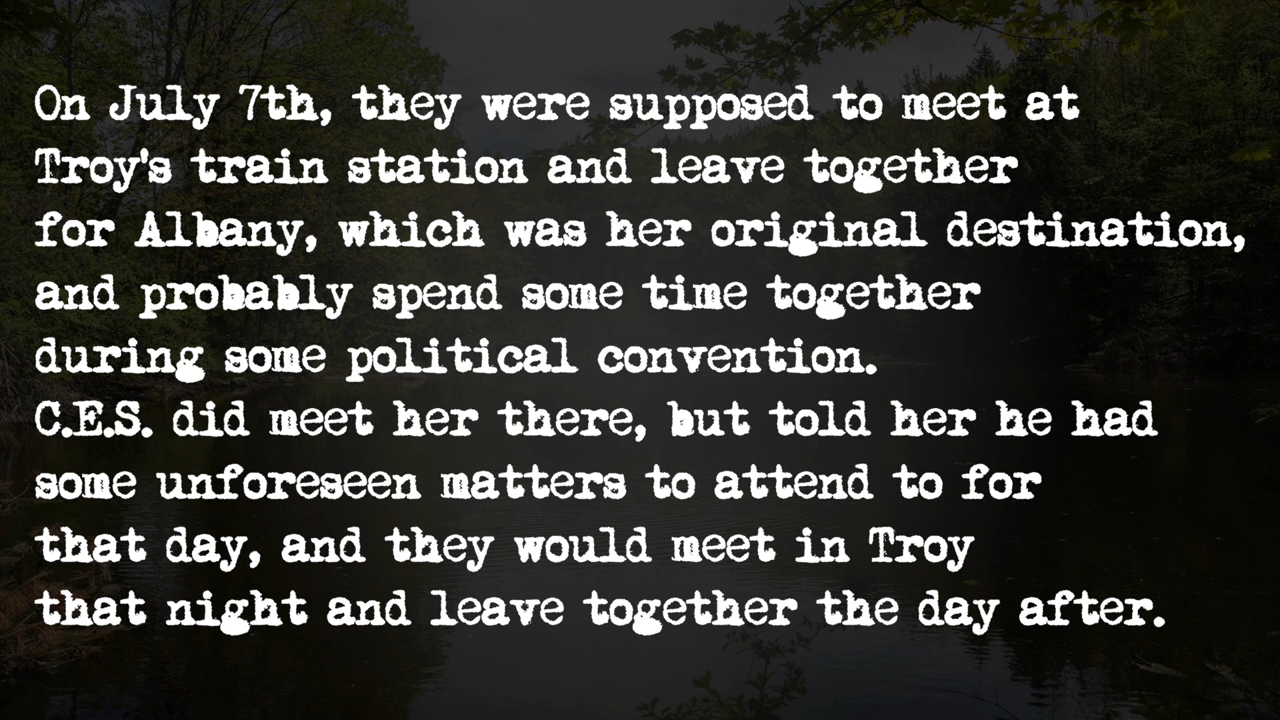 On July 7th, they were supposed to meet at
Troy's train station and leave together
for Albany, which was her original destination,
and probably spend some time together
during some political convention.
C.E.S. did meet her there, but told her he had
some unforeseen matters to attend to for
that day, and they would meet in Troy
that night and leave together the day after.